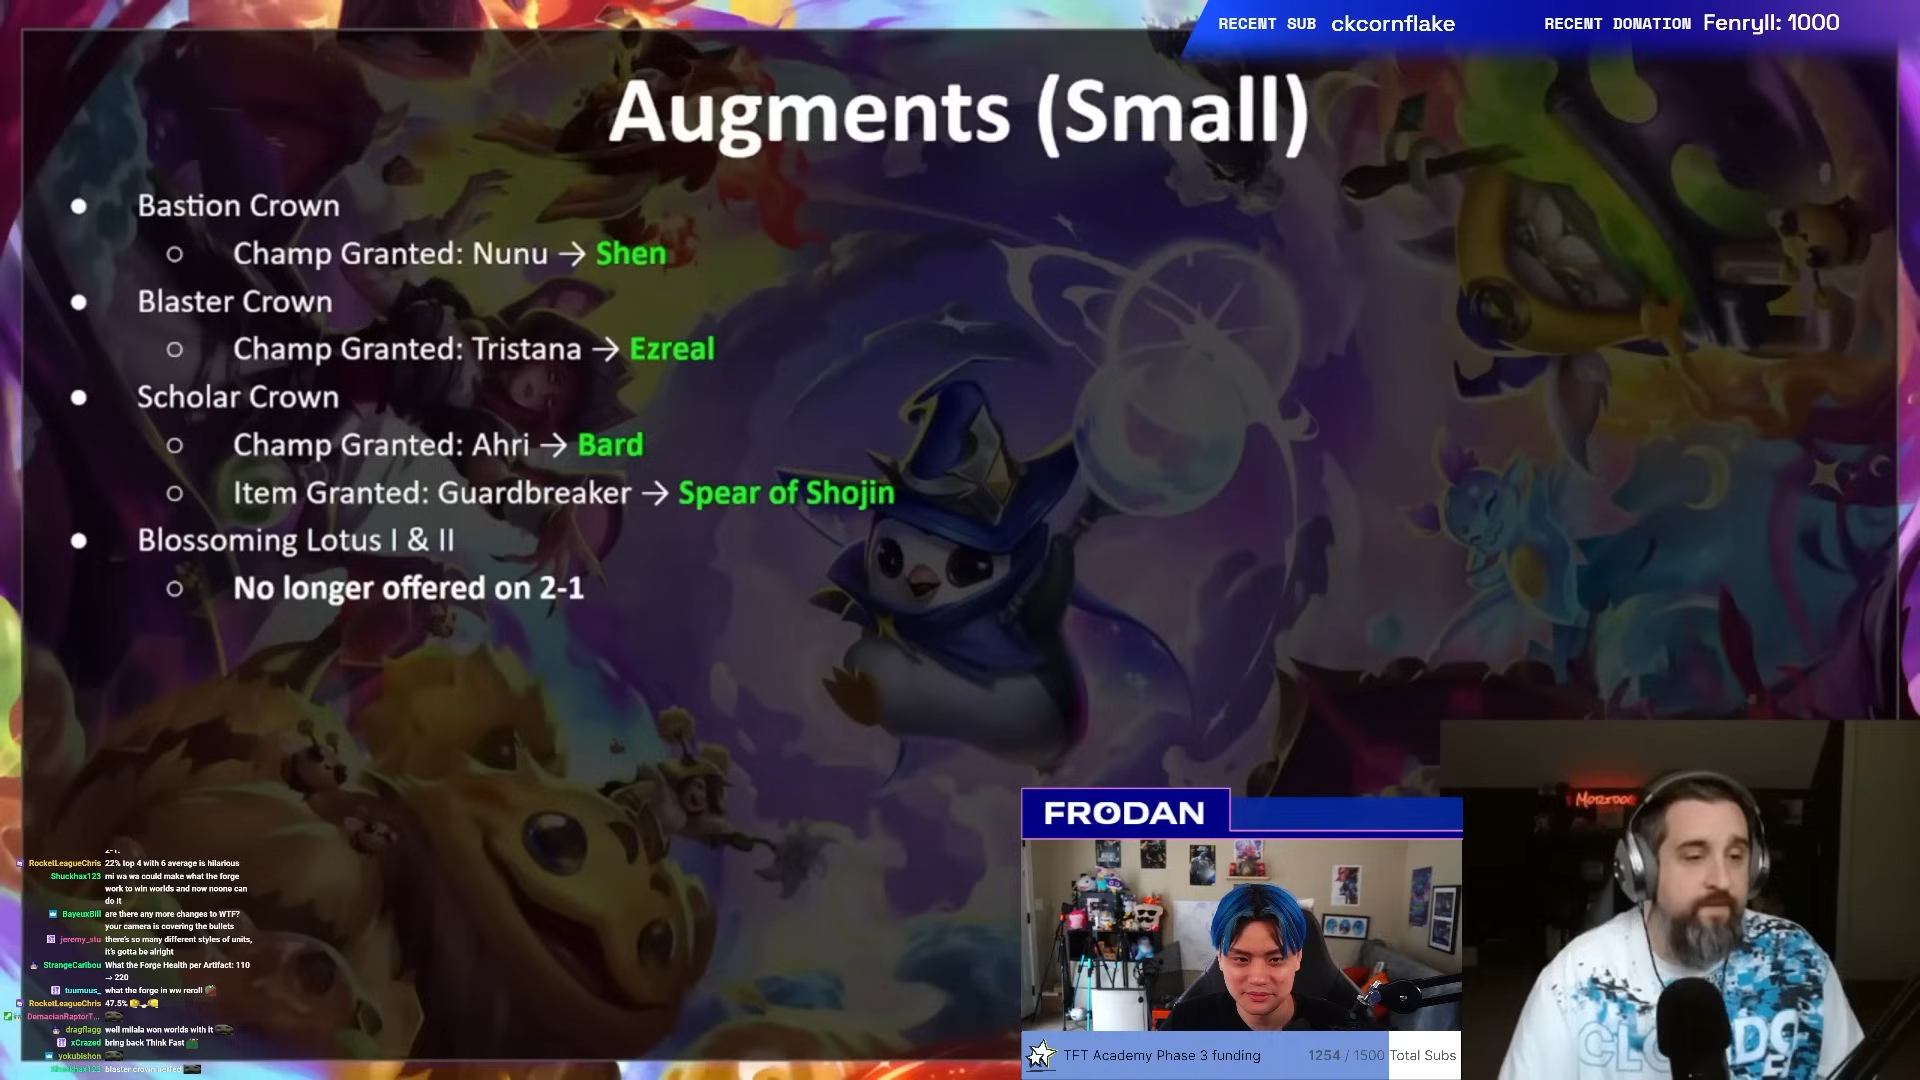 RECENT SUB ckcornflake RECENT DONATION Fenryll: 1000
Augments (Small)
Bastion Crown
Champ Granted: Nunu → Shen
Blaster Crown
Champ Granted: Tristana → Ezreal
Scholar Crown
Champ Granted: Ahri → Bard
Item Granted: Guardbreaker → Spear of Shojin
Blossoming Lotus I & II
No longer offered on 2-1
RocketLeagueChris 22% top 4 with 6 average is hilarious
Shuckhax123 mi wa wa could make what the forge
work to win worlds and now noone can
do it
BayeuxBill are there any more changes to WTF?
your camera is covering the bullets
jeremy_stu there's so many different styles of units,
it's gotta be alright
StrangeCaribou What the Forge Health per Artifact: 110
→ 220
tuumuus_ what the forge in ww reroll
RocketLeagueChris 47.5%
DemacianRaptorT...
dragflagg well milala won worlds with it
xCrazed bring back Think Fast
yokubishon
Shuckhax123 blaster crown
FRODAN
TFT Academy Phase 3 funding 1254 / 1500 Total Subs